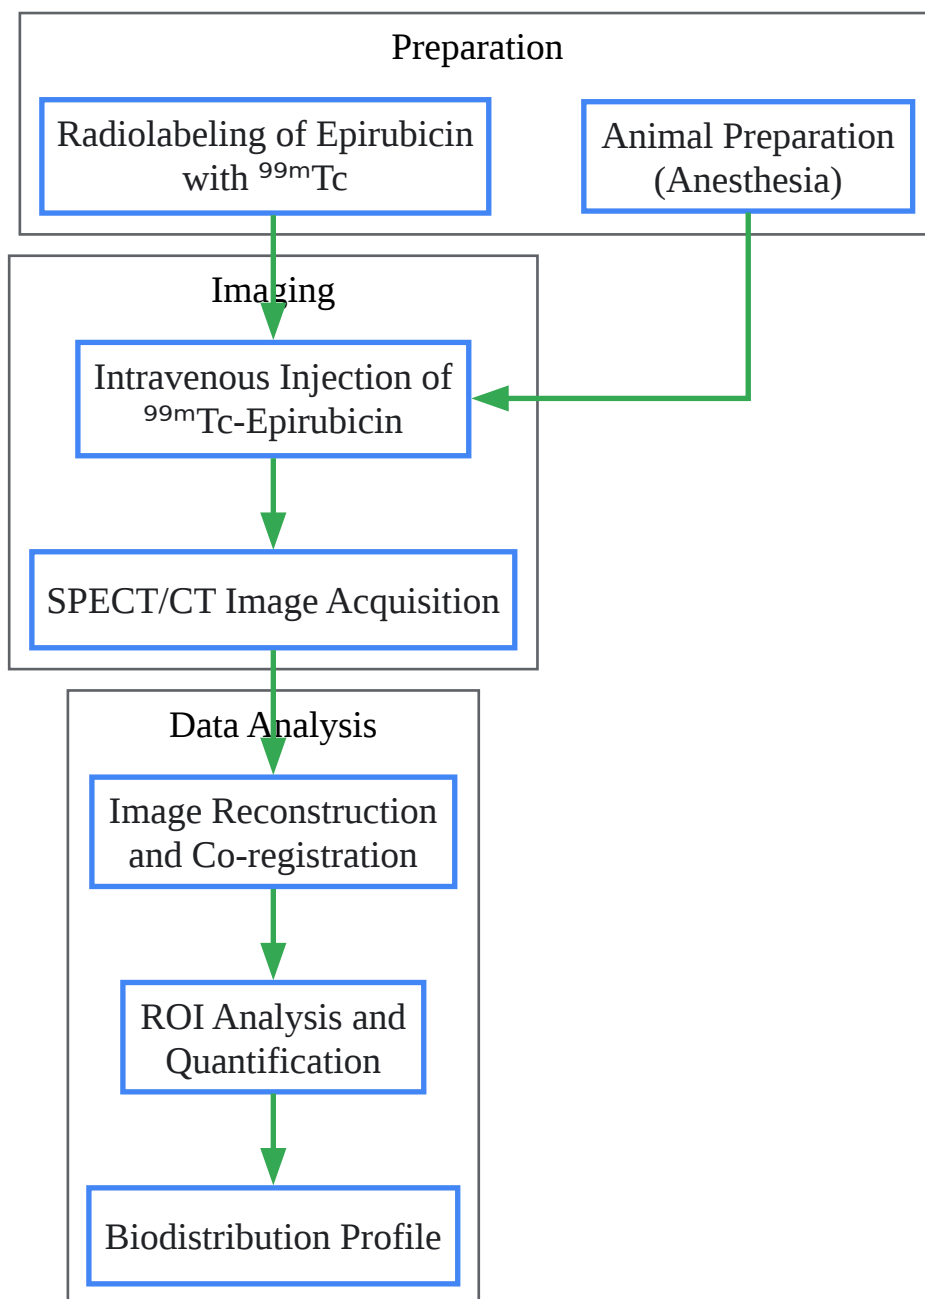 Preparation
Radiolabeling of Epirubicin
with ⁹⁹ᵐTc
Animal Preparation
(Anesthesia)
Imaging
Intravenous Injection of
⁹⁹ᵐTc-Epirubicin
SPECT/CT Image Acquisition
Data Analysis
Image Reconstruction
and Co-registration
ROI Analysis and
Quantification
Biodistribution Profile